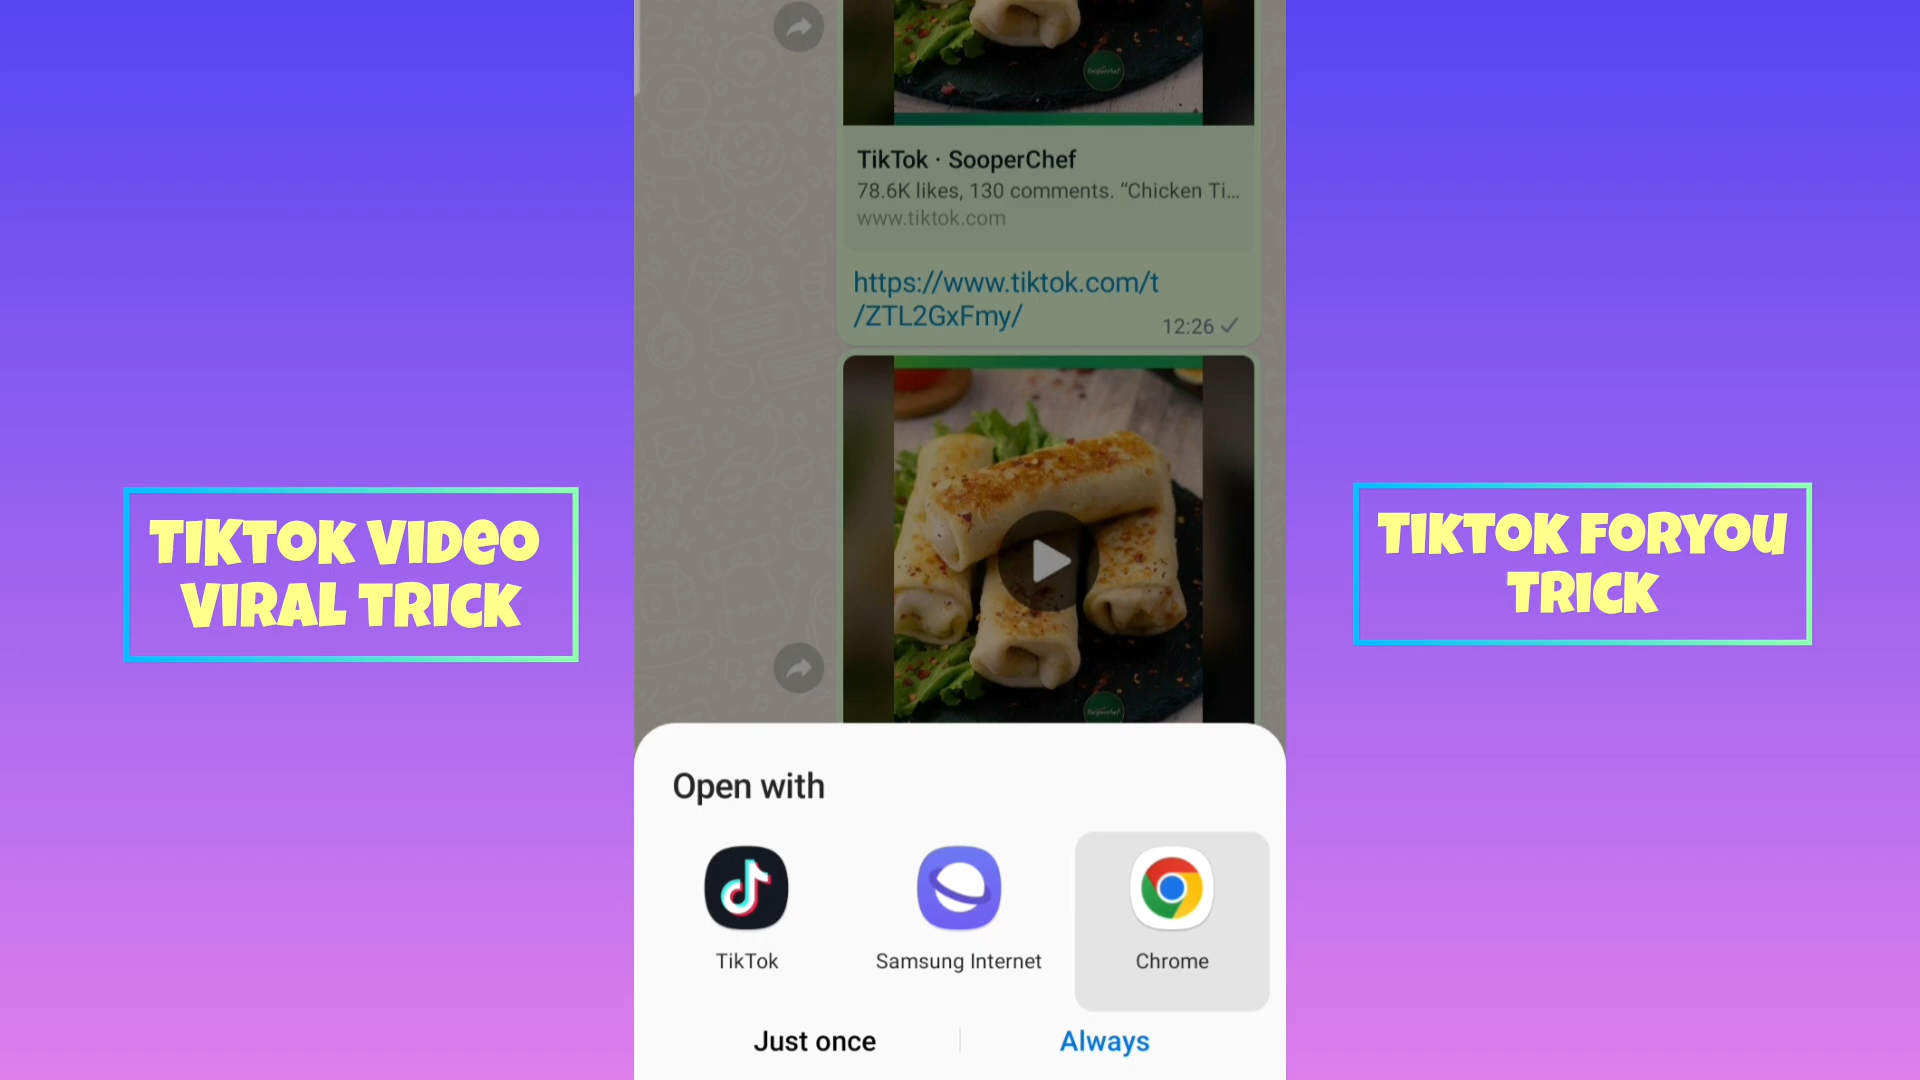 TikTok · SooperChef
78.6K likes, 130 comments. “Chicken Ti...
www.tiktok.com
https://www.tiktok.com/t
/ZTL2GxFmy/
12:26
TIKTOK VIDEO
VIRAL TRICK
TIKTOK FORYOU
TRICK
Open with
TikTok
Samsung Internet
Chrome
Just once
Always